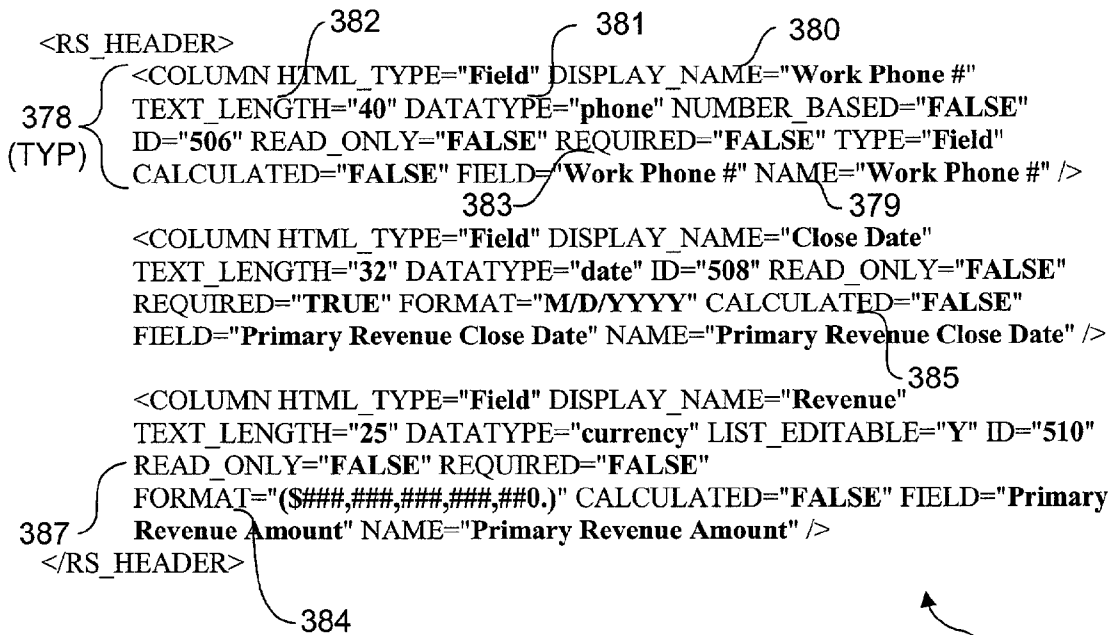 382 381 380
<RS_HEADER>
<COLUMN HTML_TYPE="Field" DISPLAY_NAME="Work Phone #"
TEXT_LENGTH="40" DATATYPE="phone" NUMBER_BASED="FALSE"
378
ID="506" READ_ONLY="FALSE" REQUIRED="FALSE" TYPE="Field"
(TYP)
CALCULATED="FALSE" FIELD="Work Phone #" NAME="Work Phone #" />
383 379
<COLUMN HTML_TYPE="Field" DISPLAY_NAME="Close Date"
TEXT_LENGTH="32" DATATYPE="date" ID="508" READ_ONLY="FALSE"
REQUIRED="TRUE" FORMAT="M/D/YYYY" CALCULATED="FALSE"
FIELD="Primary Revenue Close Date" NAME="Primary Revenue Close Date" />
385
<COLUMN HTML_TYPE="Field" DISPLAY_NAME="Revenue"
TEXT_LENGTH="25" DATATYPE="currency" LIST_EDITABLE="Y" ID="510"
READ_ONLY="FALSE" REQUIRED="FALSE"
FORMAT="($###,###,###,###,##0.)" CALCULATED="FALSE" FIELD="Primary
387 Revenue Amount" NAME="Primary Revenue Amount" />
</RS_HEADER>
384